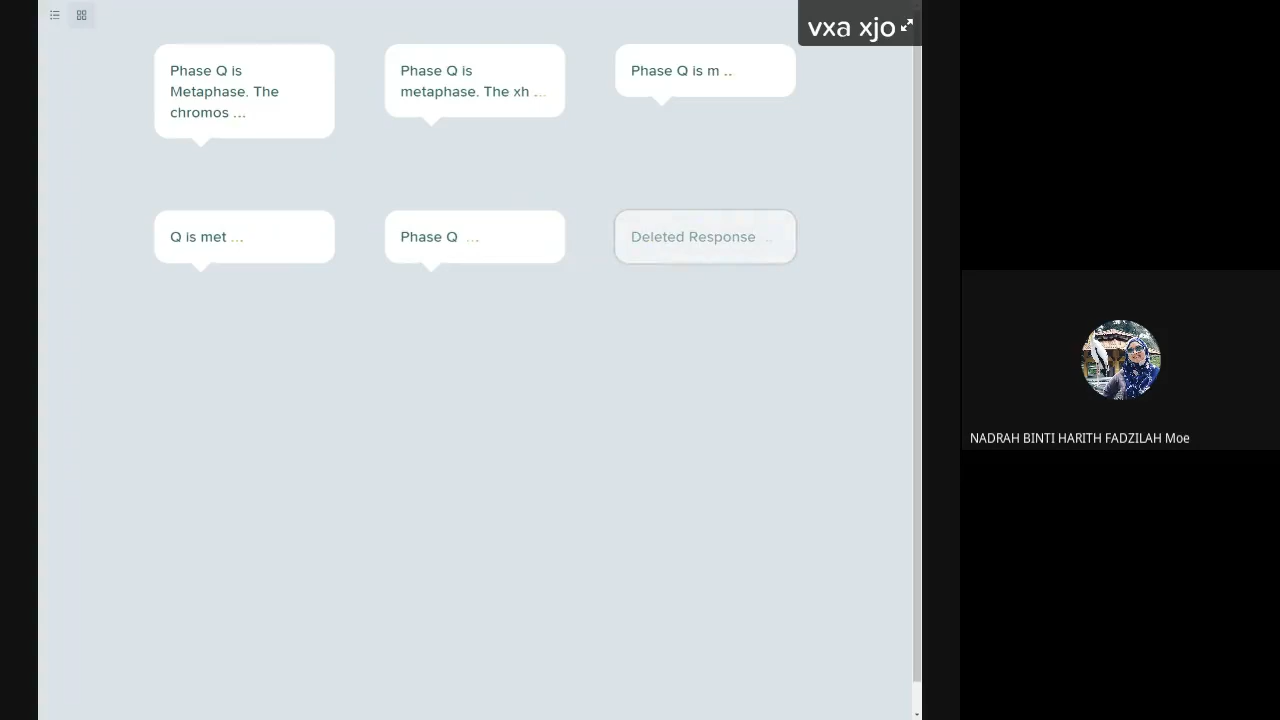 vxa xjo
Phase Q is
Metaphase. The
chromos ...
Phase Q is
metaphase. The xh ...
Phase Q is m ..
Q is met ...
Phase Q ...
Deleted Response ..
NADRAH BINTI HARITH FADZILAH Moe